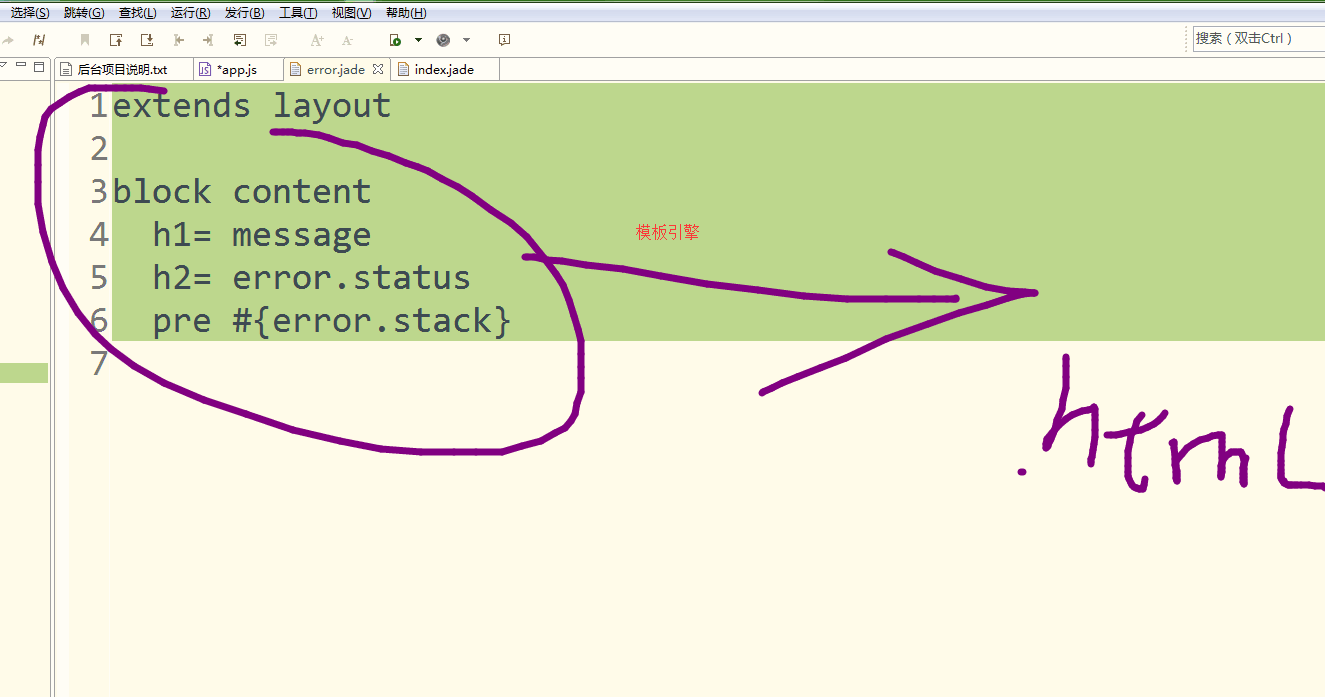 选择(S) 跳转(G) 查找(L) 运行(R) 发行(B) 工具(T) 视图(V) 帮助(H)
搜索（双击Ctrl）
后台项目说明.txt *app.js error.jade index.jade
1 extends layout
2
3 block content
4 h1= message
5 h2= error.status
6 pre #{error.stack}
7
模板引擎
.html